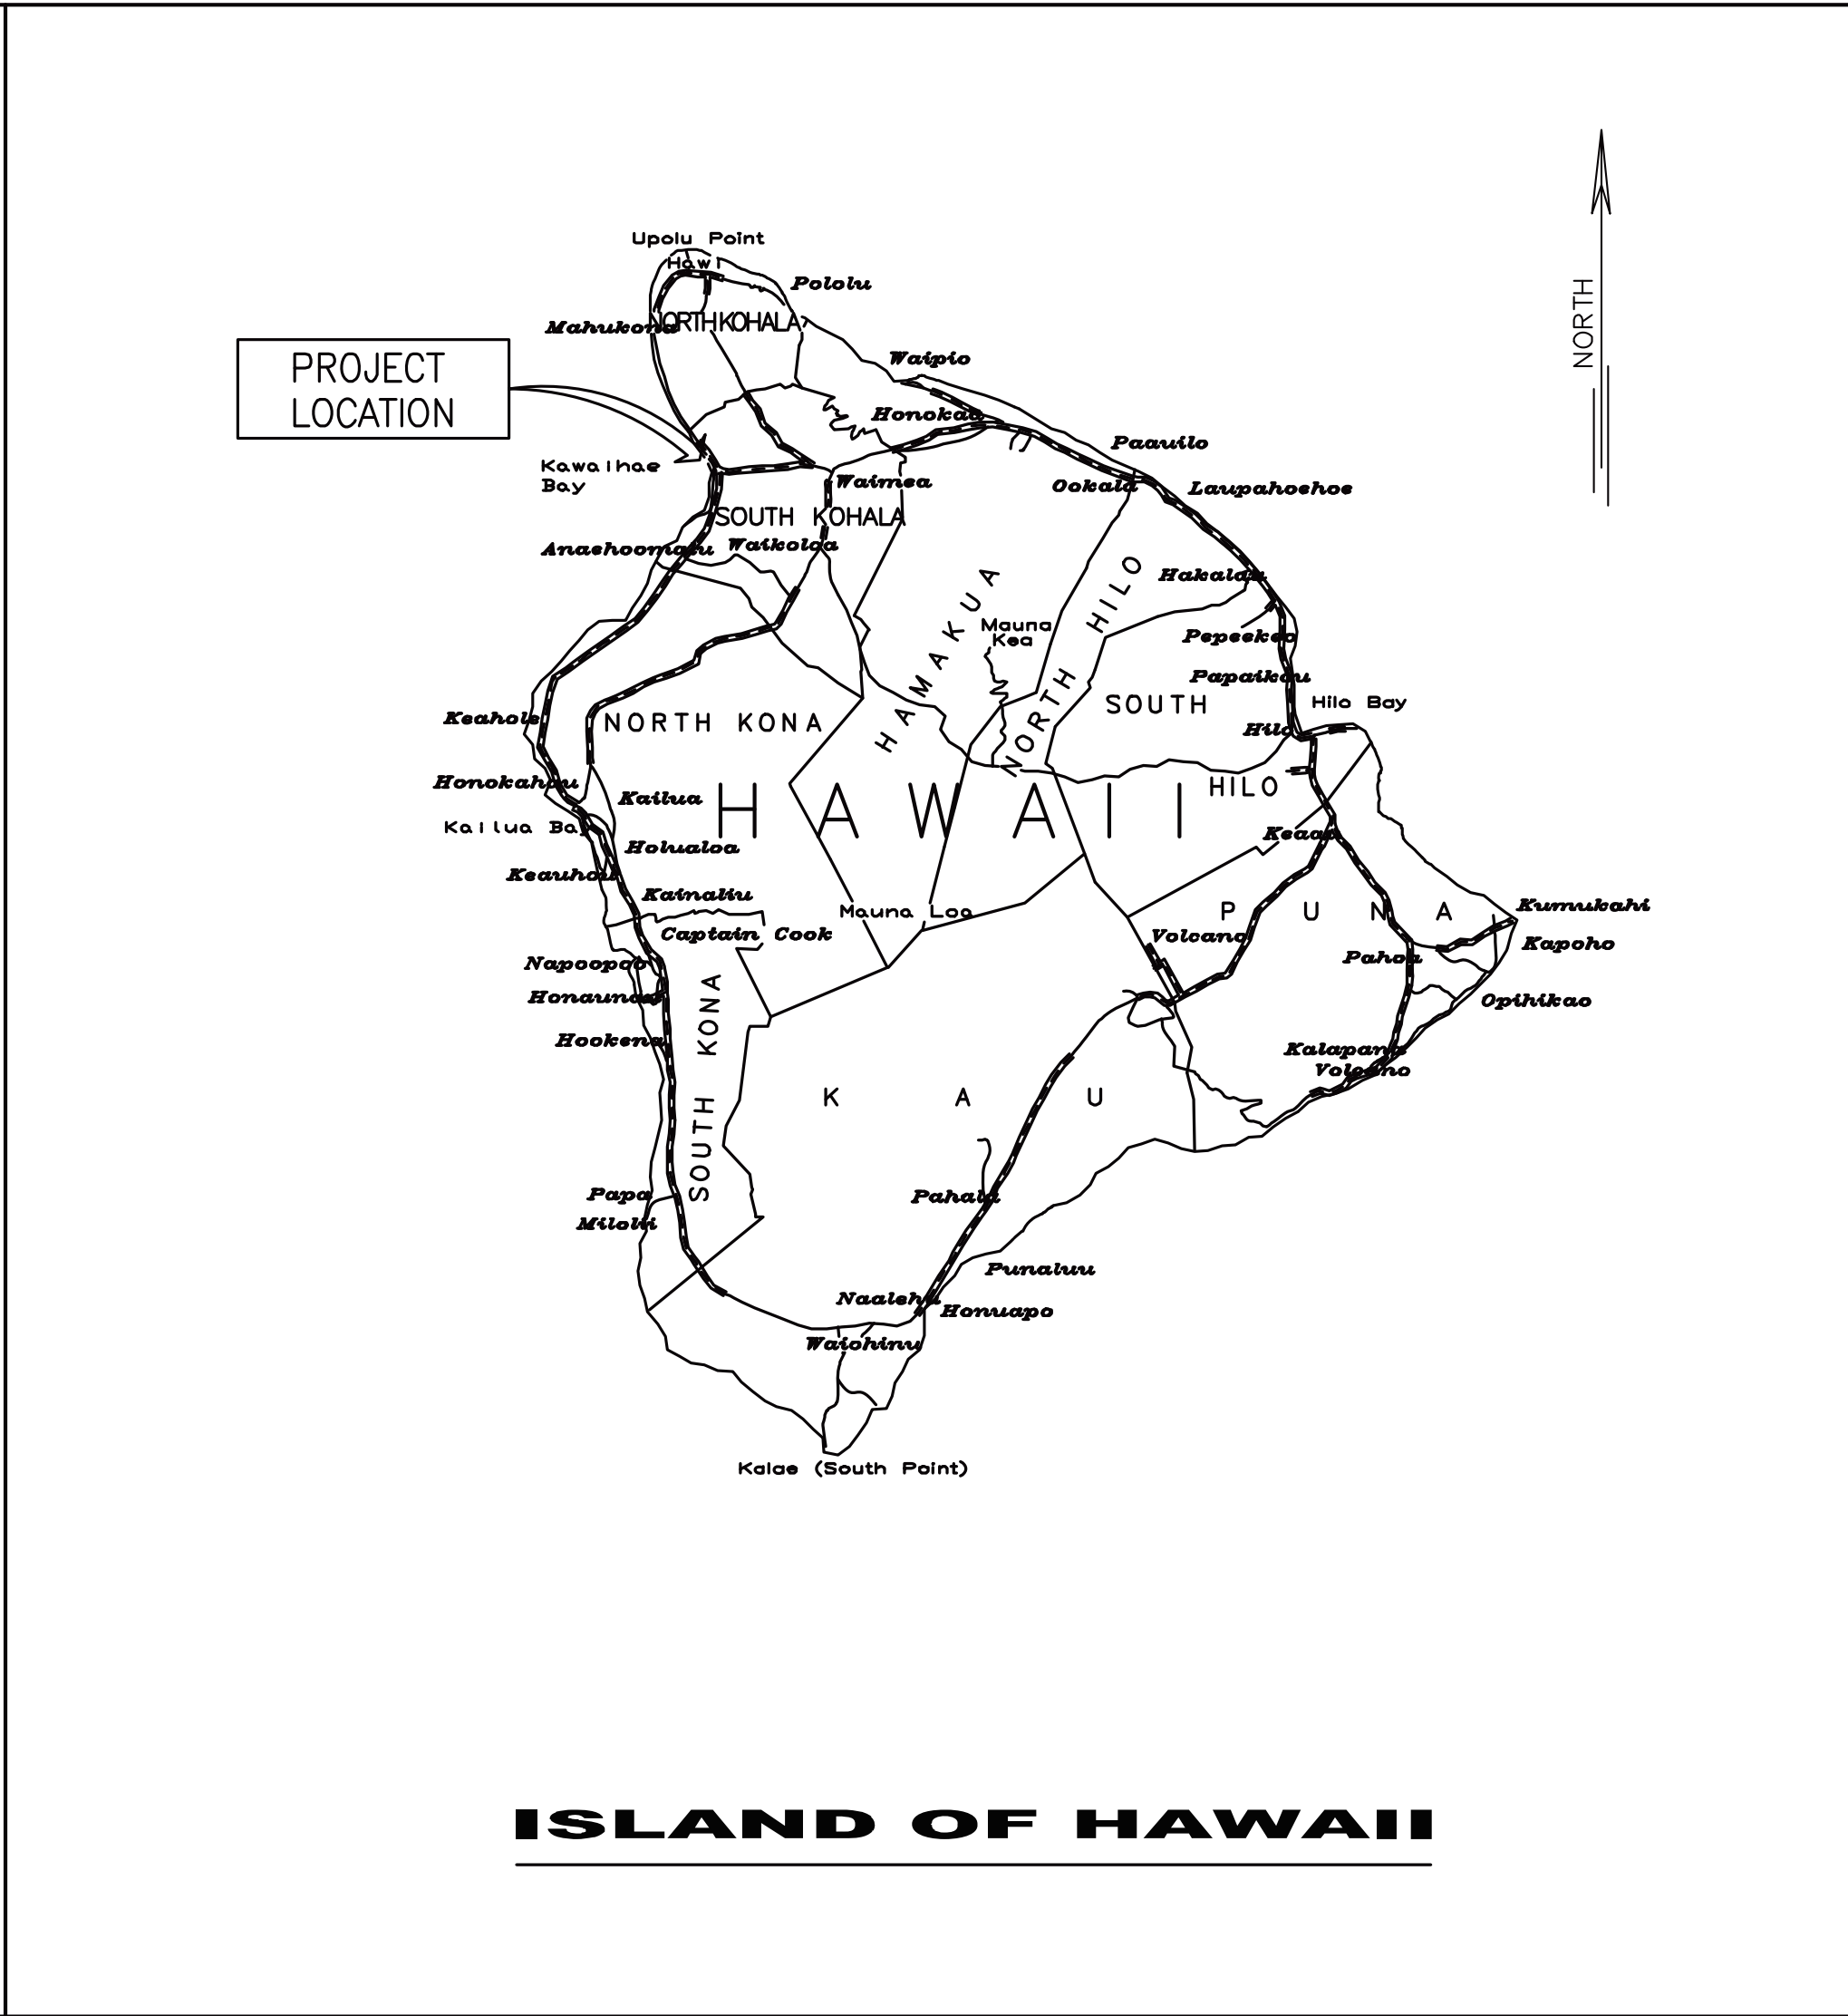 Upolu Point
Hawi
Pololu
NORTH KOHALA
Mahukona
NORTH
PROJECT
LOCATION
Waipio
Honokaa
Paauilo
Kawaihae
Bay
Waimea
Ookala
Laupahoehoe
SOUTH KOHALA
Anaehoomalu
Waikoloa
Hakalau
HAMAKUA
NORTH HILO
Mauna
Kea
Pepeekeo
Papaikou
SOUTH
HILO
Hilo Bay
Keahole
NORTH KONA
Hilo
Honokahau
Kailua
HAWAII
Kailua Bay
Keaau
Holualoa
Keauhou
Kainaliu
Mauna Loa
PUNA
Kumukahi
Captain Cook
Volcano
Kapoho
Pahoa
Napoopoo
Honaunau
Opihikao
SOUTH KONA
Hookena
Kalapana
Volcano
KAU
Papa
Pahala
Milolii
Punaluu
Naalehu
Honuapo
Waiohinu
Kalae (South Point)
ISLAND OF HAWAII